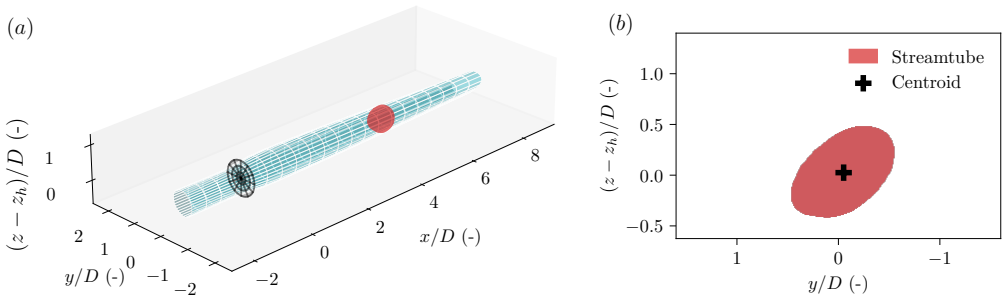 (a)
(z − z_h)/D (-)
1
0
2
1
0
−1
−2
y/D (-)
−2
0
2
4
6
8
x/D (-)
(b)
Streamtube
Centroid
(z − z_h)/D (-)
1.0
0.5
0.0
−0.5
1
0
−1
y/D (-)